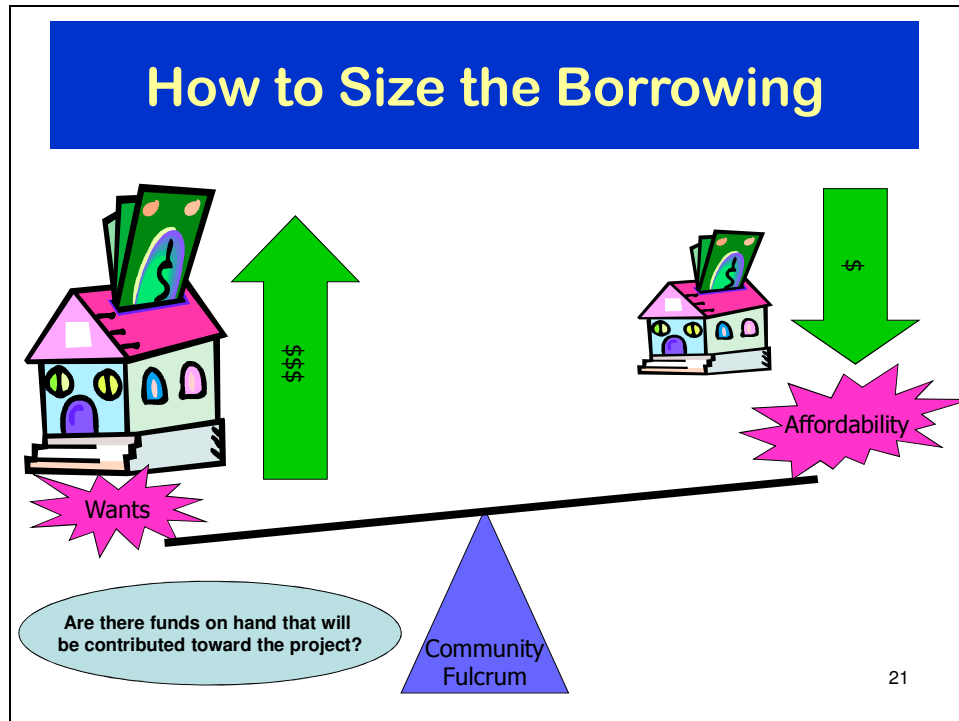 How to Size the Borrowing
$
$$$
Affordability
Wants
Are there funds on hand that will
be contributed toward the project?
Community
Fulcrum
21